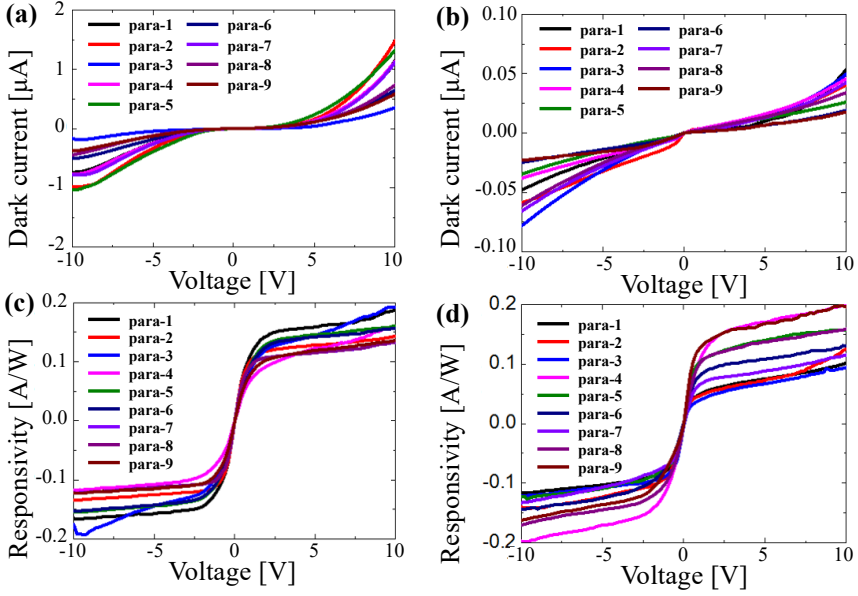 (a)
para-1 para-6
para-2 para-7
para-3 para-8
para-4 para-9
para-5
Dark current [μA]
2
1
0
-1
-2
-10 -5 0 5 10
Voltage [V]
(b)
para-1 para-6
para-2 para-7
para-3 para-8
para-4 para-9
para-5
Dark current [μA]
0.10
0.05
0.00
-0.05
-0.10
-10 -5 0 5 10
Voltage [V]
(c)
para-1
para-2
para-3
para-4
para-5
para-6
para-7
para-8
para-9
Responsivity [A/W]
0.2
0.1
0.0
-0.1
-0.2
-10 -5 0 5 10
Voltage [V]
(d)
para-1
para-2
para-3
para-4
para-5
para-6
para-7
para-8
para-9
Responsivity [A/W]
0.2
0.1
0.0
-0.1
-0.2
-10 -5 0 5 10
Voltage [V]